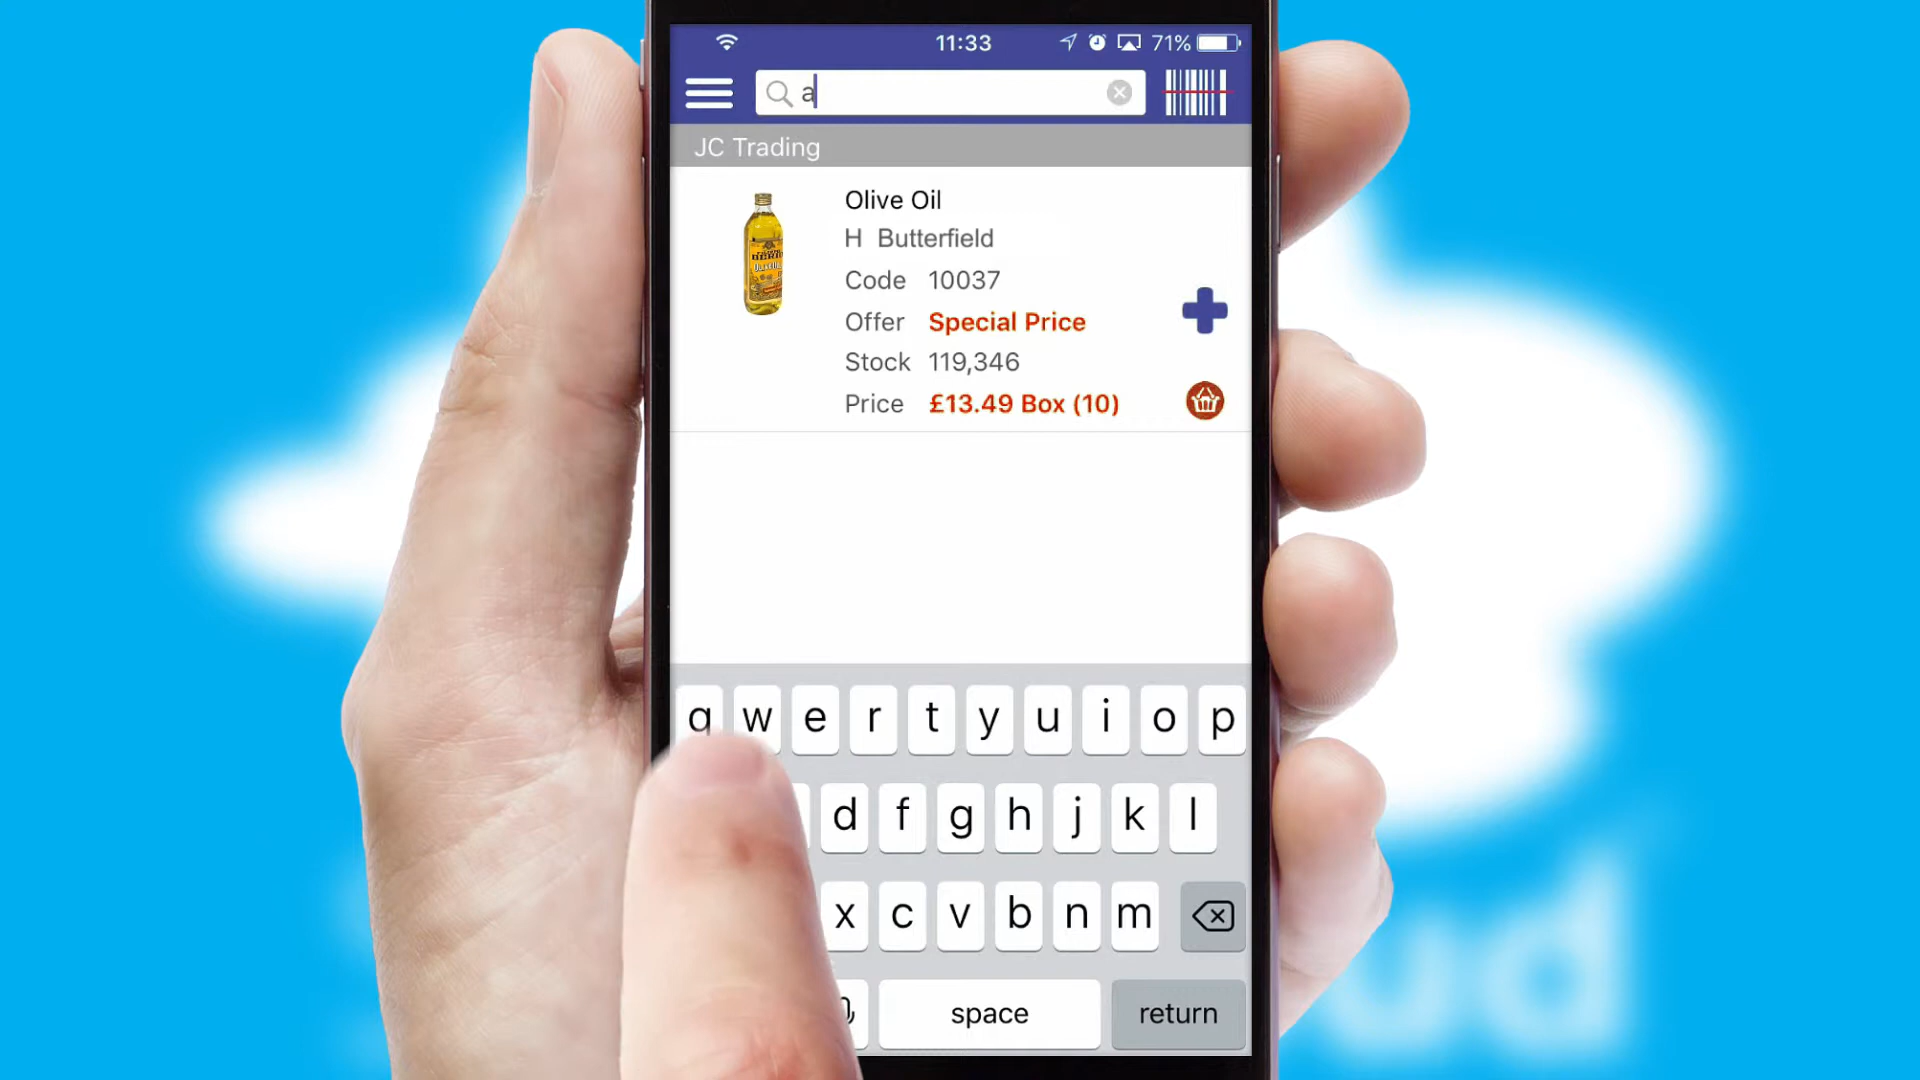 11:33
71%
a
JC Trading
Olive Oil
H Butterfield
Code 10037
Offer Special Price
Stock 119,346
Price £13.49 Box (10)
q w e r t y u i o p
d f g h j k l
x c v b n m
space return
ud